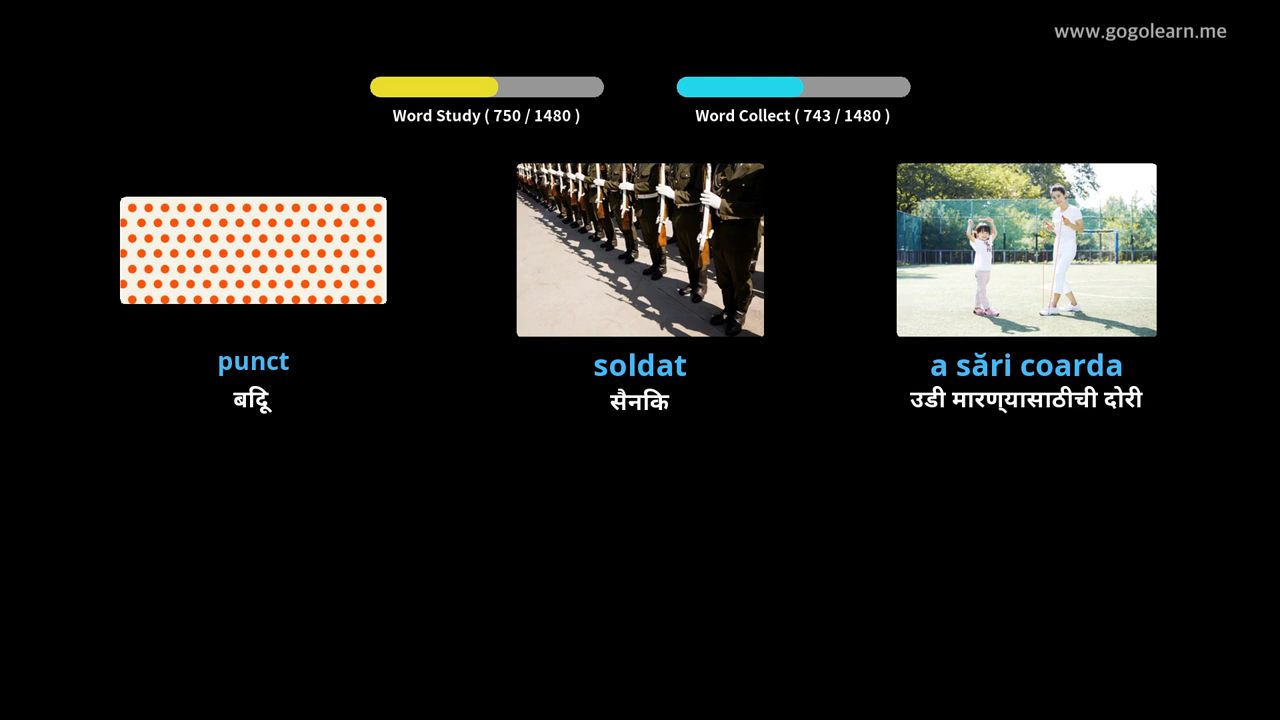 www.gogolearn.me
Word Study ( 750 / 1480 )
Word Collect ( 743 / 1480 )
punct
बिंदू
soldat
सैनिक
a sări coarda
उडी मारण्यासाठीची दोरी